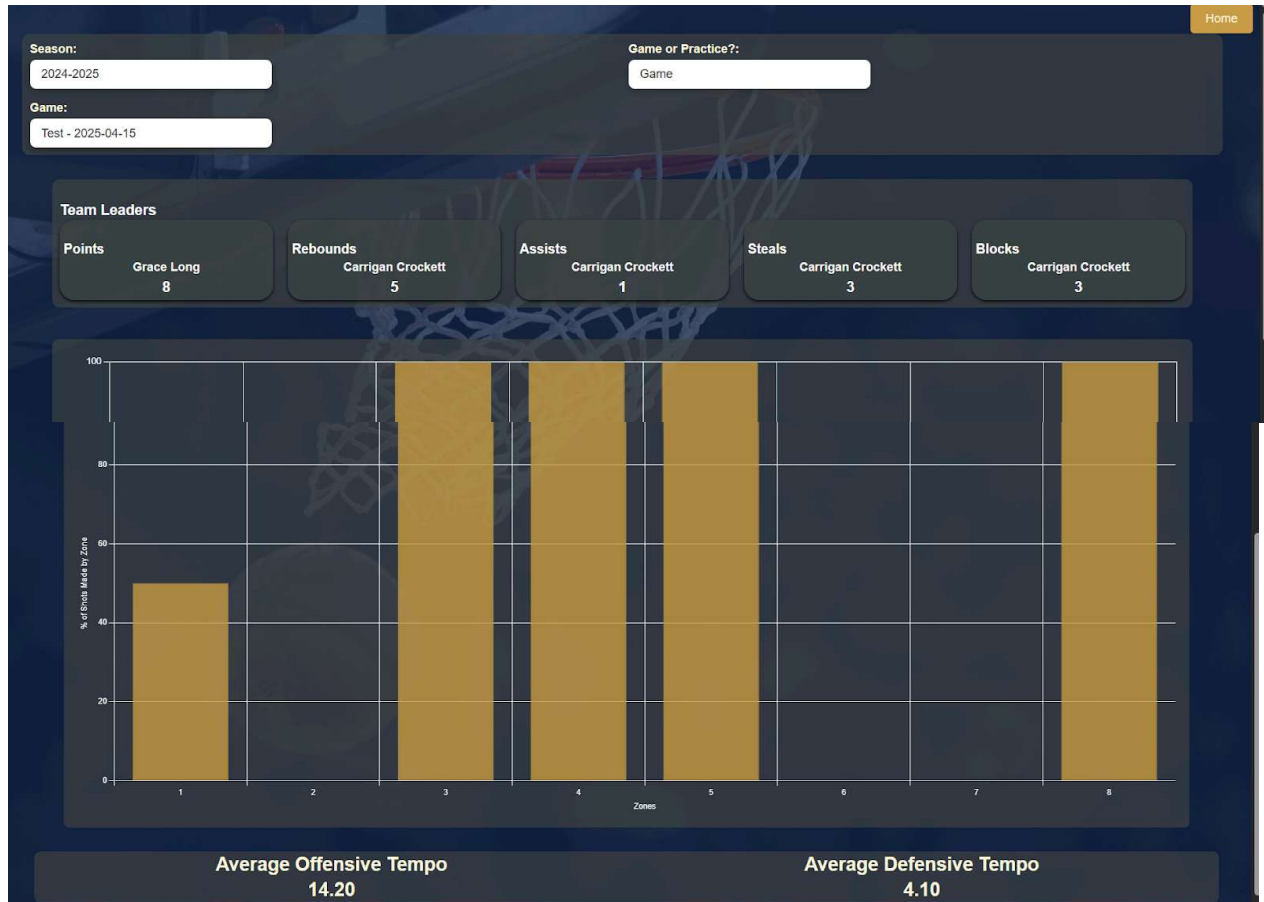 Home
Season:
Game or Practice?:
2024-2025
Game
Game:
Test - 2025-04-15
Team Leaders
Points
Grace Long
8
Rebounds
Carrigan Crockett
5
Assists
Carrigan Crockett
1
Steals
Carrigan Crockett
3
Blocks
Carrigan Crockett
3
100
80
60
40
20
0
% of Shots Made by Zone
1 2 3 4 5 6 7 8
Zones
Average Offensive Tempo
14.20
Average Defensive Tempo
4.10